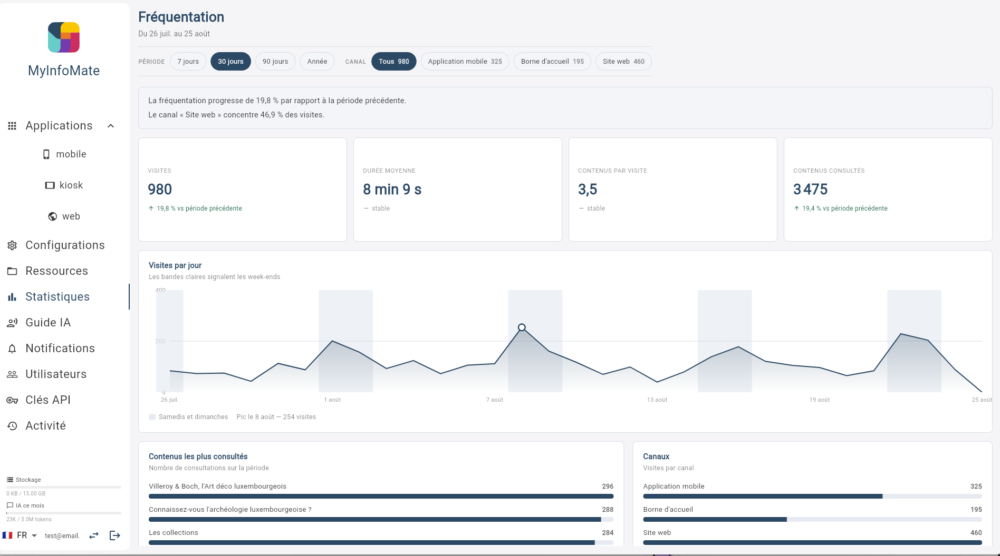 MyInfoMate
Applications
mobile
kiosk
web
Configurations
Ressources
Statistiques
Guide IA
Notifications
Utilisateurs
Clés API
Activité
Stockage
0 KB / 15.00 GB
IA ce mois
23K / 5.0M tokens
FR test@email.
Fréquentation
Du 26 juil. au 25 août
PÉRIODE 7 jours 30 jours 90 jours Année CANAL Tous 980 Application mobile 325 Borne d'accueil 195 Site web 460
La fréquentation progresse de 19,8 % par rapport à la période précédente.
Le canal « Site web » concentre 46,9 % des visites.
VISITES
980
↑ 19,8 % vs période précédente
DURÉE MOYENNE
8 min 9 s
— stable
CONTENUS PAR VISITE
3,5
— stable
CONTENUS CONSULTÉS
3 475
↑ 19,4 % vs période précédente
Visites par jour
Les bandes claires signalent les week-ends
400
200
0
26 juil. 1 août 7 août 13 août 19 août 25 août
Samedis et dimanches Pic le 8 août — 254 visites
Contenus les plus consultés
Nombre de consultations sur la période
Villeroy & Boch, l'Art déco luxembourgeois 296
Connaissez-vous l'archéologie luxembourgeoise ? 288
Les collections 284
Canaux
Visites par canal
Application mobile 325
Borne d'accueil 195
Site web 460